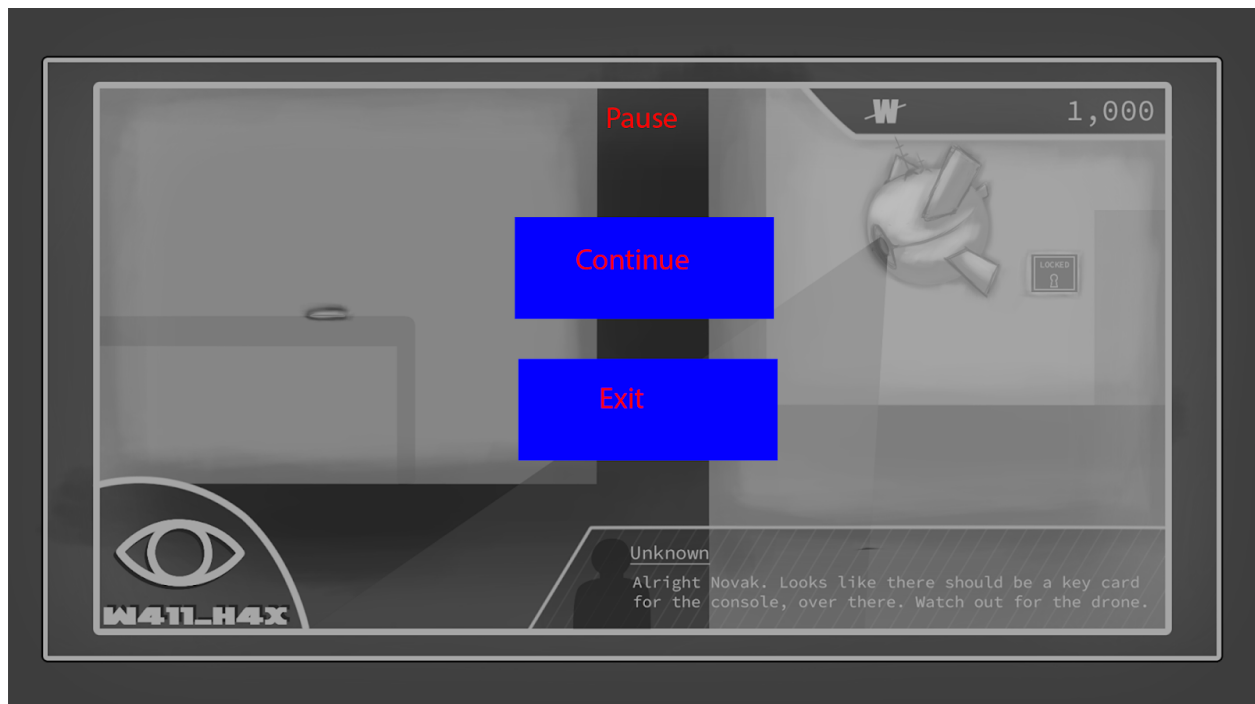 Pause
W 1,000
Continue
LOCKED
Exit
Unknown
Alright Novak. Looks like there should be a key card
for the console, over there. Watch out for the drone.
W411_H4X